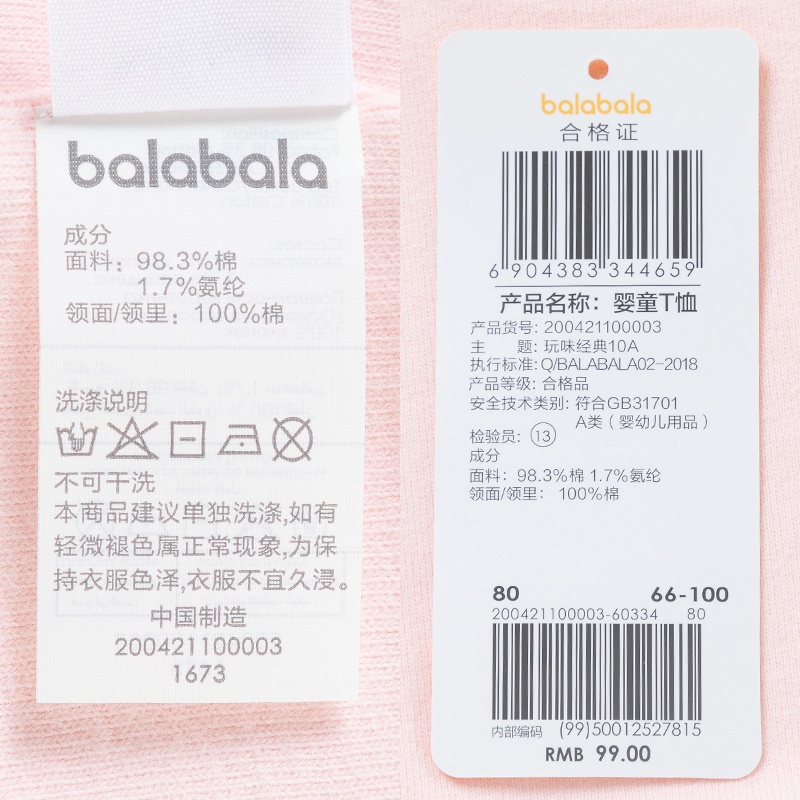 balabala
成分
面料：98.3%棉
1.7%氨纶
领面/领里：100%棉
洗涤说明
不可干洗
本商品建议单独洗涤,如有
轻微褪色属正常现象,为保
持衣服色泽,衣服不宜久浸。
中国制造
200421100003
1673
balabala
合格证
6 904383 344659
产品名称：婴童T恤
产品货号: 200421100003
主 题: 玩味经典10A
执行标准: Q/BALABALA02-2018
产品等级: 合格品
安全技术类别: 符合GB31701
A类（婴幼儿用品）
检验员: 13
成分
面料：98.3%棉 1.7%氨纶
领面/领里：100%棉
80 66-100
200421100003-60334 80
内部编码 (99)50012527815
RMB 99.00